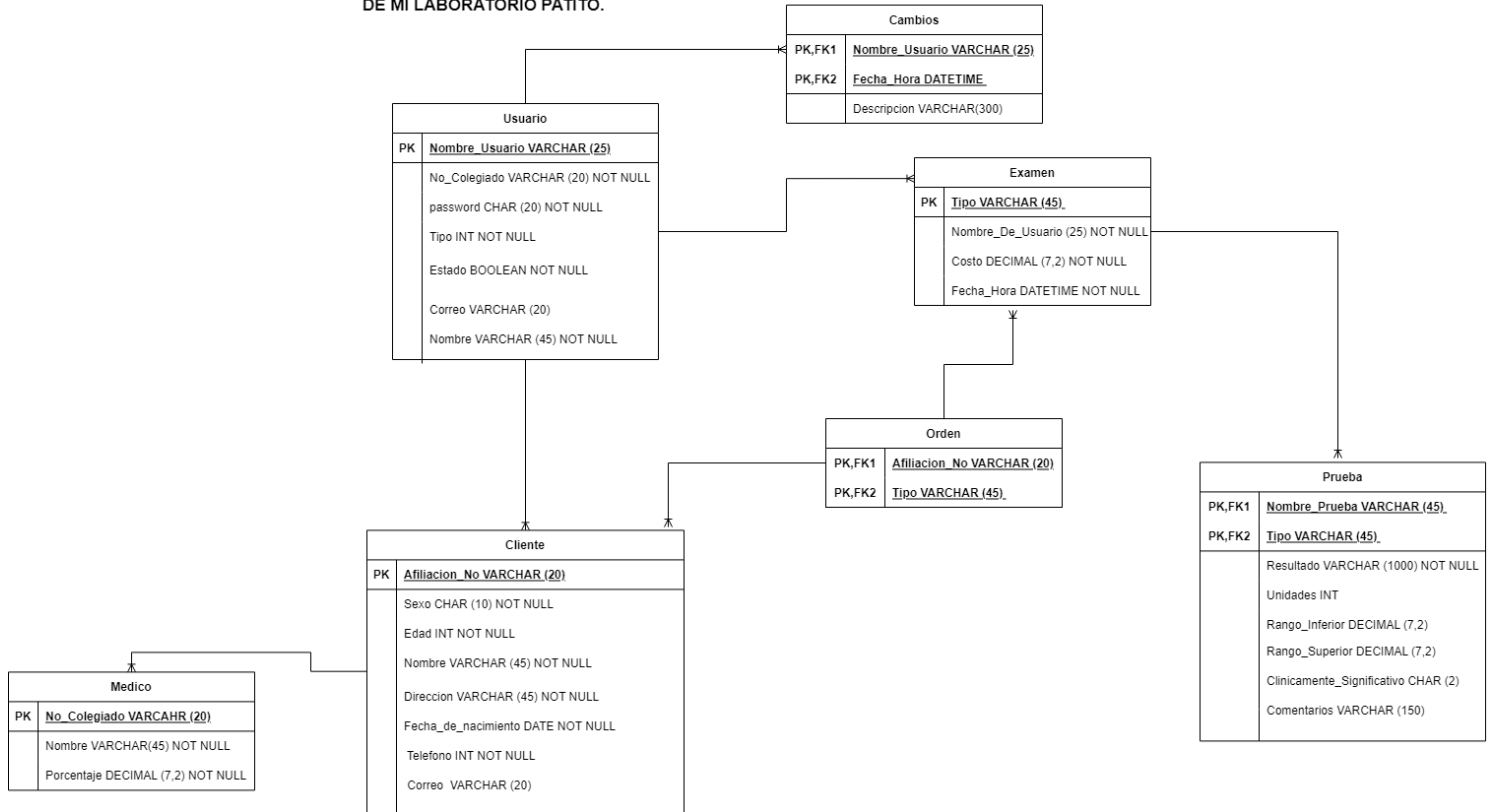 DE MI LABORATORIO PATITO.
Cambios
PK,FK1 Nombre_Usuario VARCHAR (25)
PK,FK2 Fecha_Hora DATETIME
Descripcion VARCHAR(300)
Usuario
PK Nombre_Usuario VARCHAR (25)
No_Colegiado VARCHAR (20) NOT NULL
password CHAR (20) NOT NULL
Tipo INT NOT NULL
Estado BOOLEAN NOT NULL
Correo VARCHAR (20)
Nombre VARCHAR (45) NOT NULL
Examen
PK Tipo VARCHAR (45)
Nombre_De_Usuario (25) NOT NULL
Costo DECIMAL (7,2) NOT NULL
Fecha_Hora DATETIME NOT NULL
Orden
PK,FK1 Afiliacion_No VARCHAR (20)
PK,FK2 Tipo VARCHAR (45)
Prueba
PK,FK1 Nombre_Prueba VARCHAR (45)
PK,FK2 Tipo VARCHAR (45)
Resultado VARCHAR (1000) NOT NULL
Unidades INT
Rango_Inferior DECIMAL (7,2)
Rango_Superior DECIMAL (7,2)
Clinicamente_Significativo CHAR (2)
Comentarios VARCHAR (150)
Cliente
PK Afiliacion_No VARCHAR (20)
Sexo CHAR (10) NOT NULL
Edad INT NOT NULL
Nombre VARCHAR (45) NOT NULL
Direccion VARCHAR (45) NOT NULL
Fecha_de_nacimiento DATE NOT NULL
Telefono INT NOT NULL
Correo VARCHAR (20)
Medico
PK No_Colegiado VARCAHR (20)
Nombre VARCHAR(45) NOT NULL
Porcentaje DECIMAL (7,2) NOT NULL